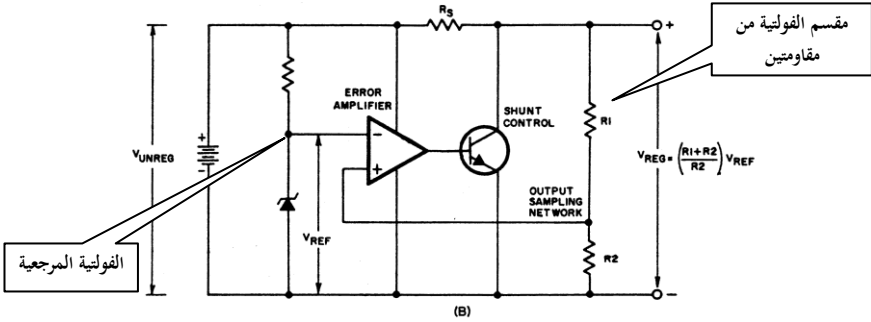 Rs
+
مقسم الفولتية من
مقاومتين
ERROR
AMPLIFIER
SHUNT
CONTROL
R1
+
-
VUNREG
-
+
VREG = (R1+R2/R2) VREF
OUTPUT
SAMPLING
NETWORK
VREF
R2
الفولتية المرجعية
-
(B)